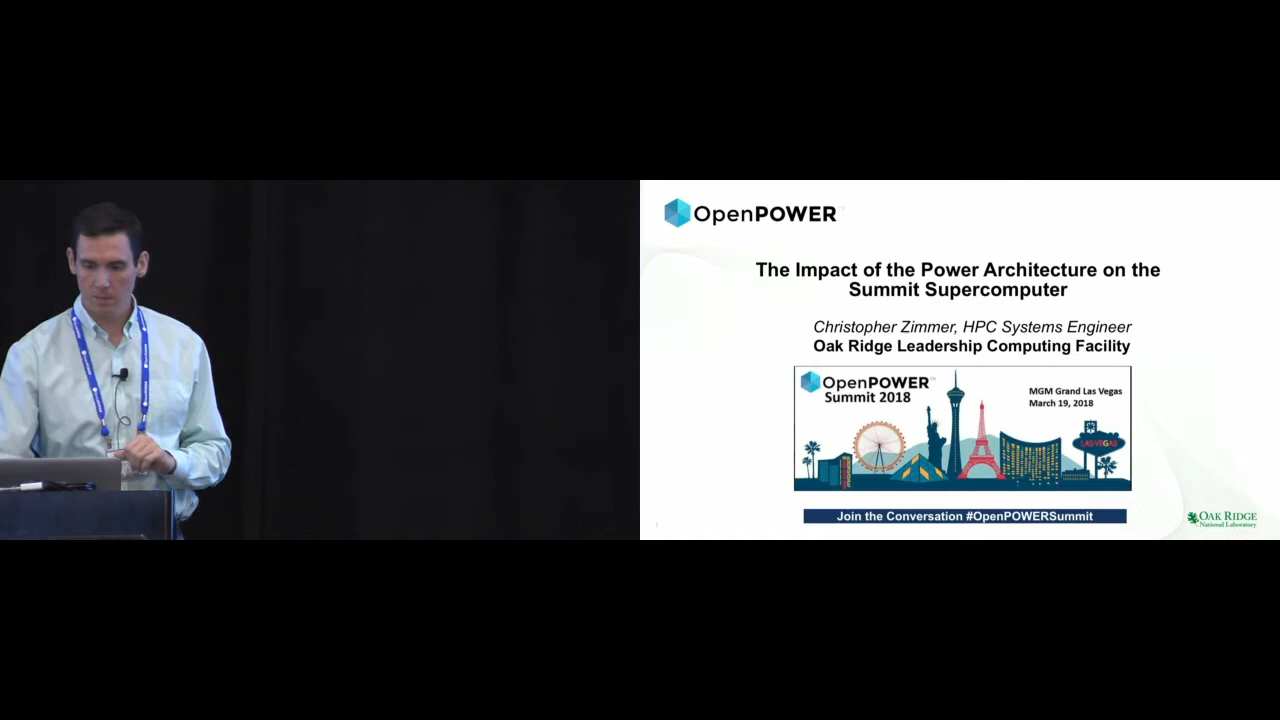 OpenPOWER™
The Impact of the Power Architecture on the
Summit Supercomputer
Christopher Zimmer, HPC Systems Engineer
Oak Ridge Leadership Computing Facility
OpenPOWER™
Summit 2018
MGM Grand Las Vegas
March 19, 2018
LAS VEGAS
Join the Conversation #OpenPOWERSummit
OAK RIDGE
National Laboratory